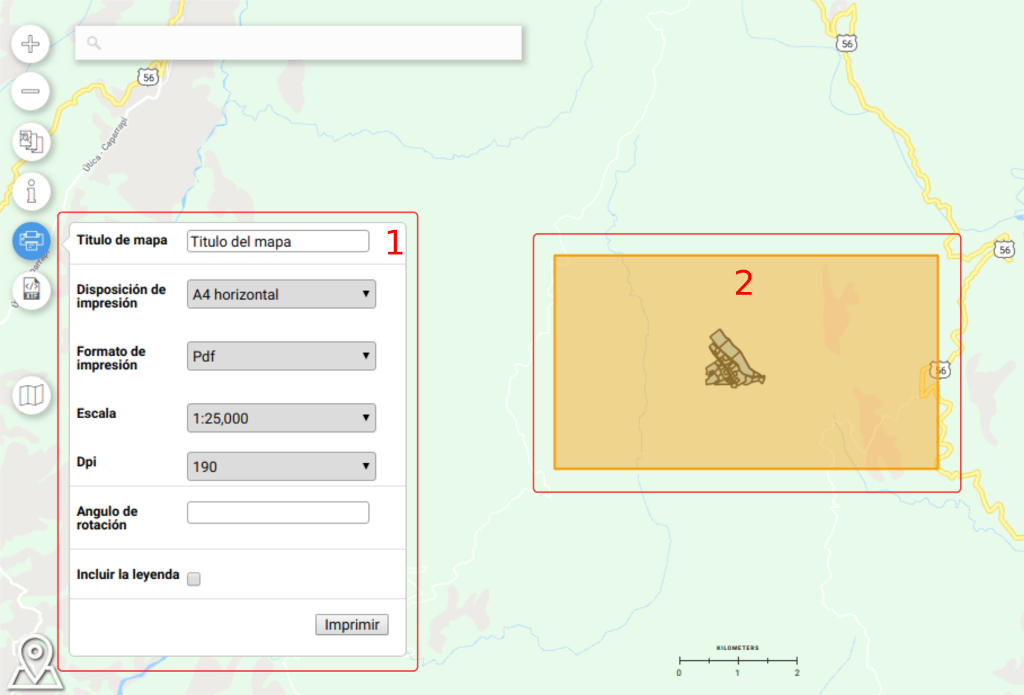 56
56
Útica - Caparrapí
Titulo de mapa
Titulo del mapa
1
Disposición de
impresión
A4 horizontal
Formato de
impresión
Pdf
Escala
1:25,000
Dpi
190
Angulo de
rotación
Incluir la leyenda
Imprimir
XTF
56
2
56
KILOMETERS
0 1 2